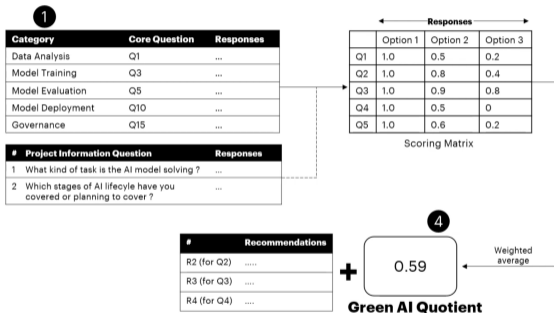 1
Category Core Question Responses
Data Analysis Q1 ...
Model Training Q3 ...
Model Evaluation Q5 ...
Model Deployment Q10 ...
Governance Q15 ...
# Project Information Question Responses
1 What kind of task is the AI model solving ? ...
2 Which stages of AI lifecyle have you ...
covered or planning to cover ?
Responses
Option 1 Option 2 Option 3
Q1 1.0 0.5 0.2
Q2 1.0 0.8 0.4
Q3 1.0 0.9 0.8
Q4 1.0 0.5 0
Q5 1.0 0.6 0.2
Scoring Matrix
4
# Recommendations
R2 (for Q2) .....
R3 (for Q3) ....
R4 (for Q4) ....
+
0.59
Green AI Quotient
Weighted
average